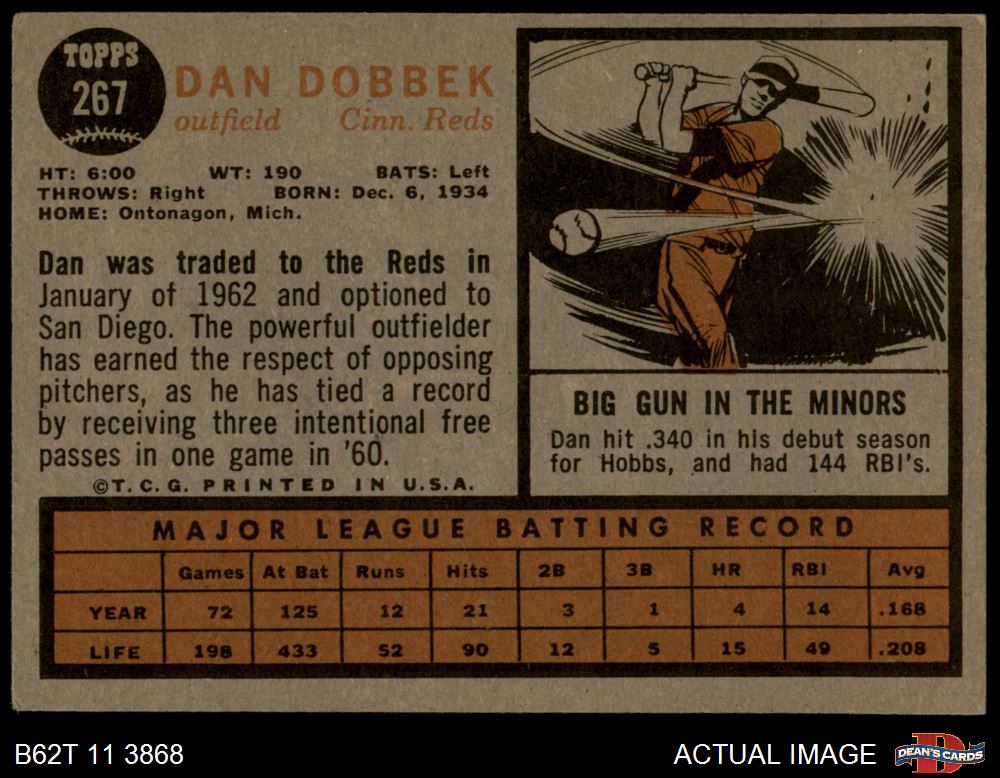 TOPPS
267
DAN DOBBEK
outfield Cinn. Reds
HT: 6:00 WT: 190 BATS: Left
THROWS: Right BORN: Dec. 6, 1934
HOME: Ontonagon, Mich.
Dan was traded to the Reds in
January of 1962 and optioned to
San Diego. The powerful outfielder
has earned the respect of opposing
pitchers, as he has tied a record
by receiving three intentional free
passes in one game in '60.
©T.C.G. PRINTED IN U.S.A.
BIG GUN IN THE MINORS
Dan hit .340 in his debut season
for Hobbs, and had 144 RBI's.
MAJOR LEAGUE BATTING RECORD
Games At Bat Runs Hits 2B 3B HR RBI Avg
YEAR 72 125 12 21 3 1 4 14 .168
LIFE 198 433 52 90 12 5 15 49 .208
B62T 11 3868 ACTUAL IMAGE
D
DEAN'S CARDS